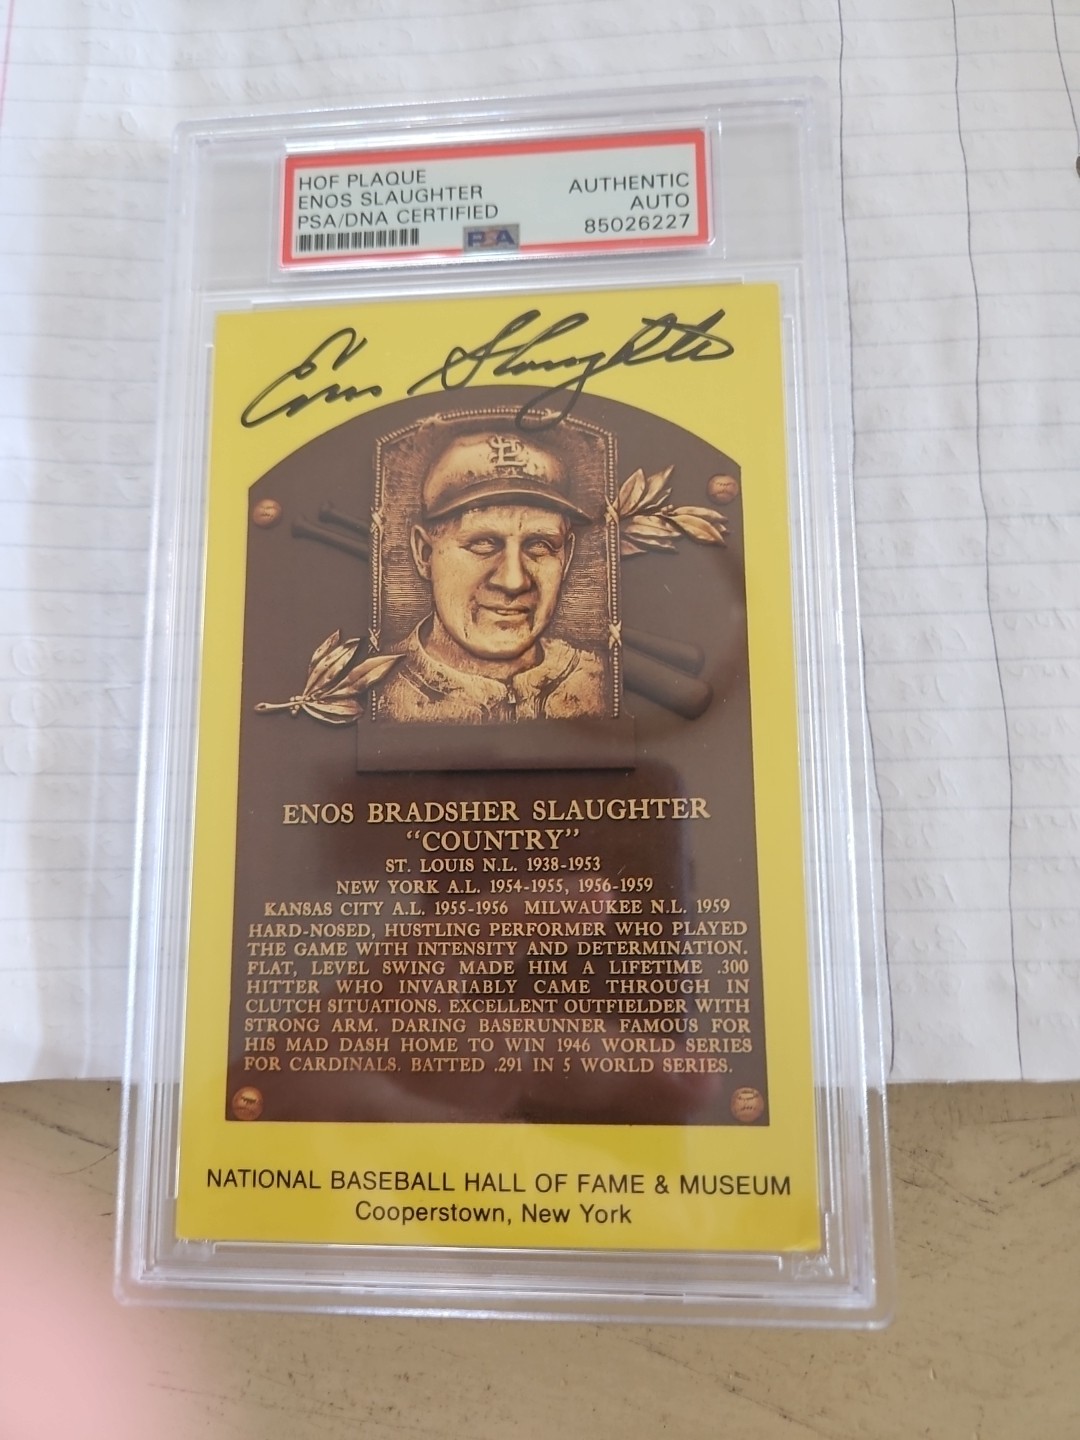 HOF PLAQUE
ENOS SLAUGHTER
PSA/DNA CERTIFIED
AUTHENTIC
AUTO
85026227
PSA
Enos Slaughter
ENOS BRADSHER SLAUGHTER
"COUNTRY"
ST. LOUIS N.L. 1938-1953
NEW YORK A.L. 1954-1955, 1956-1959
KANSAS CITY A.L. 1955-1956 MILWAUKEE N.L. 1959
HARD-NOSED, HUSTLING PERFORMER WHO PLAYED
THE GAME WITH INTENSITY AND DETERMINATION.
FLAT, LEVEL SWING MADE HIM A LIFETIME .300
HITTER WHO INVARIABLY CAME THROUGH IN
CLUTCH SITUATIONS. EXCELLENT OUTFIELDER WITH
STRONG ARM. DARING BASERUNNER FAMOUS FOR
HIS MAD DASH HOME TO WIN 1946 WORLD SERIES
FOR CARDINALS. BATTED .291 IN 5 WORLD SERIES.
NATIONAL BASEBALL HALL OF FAME & MUSEUM
Cooperstown, New York